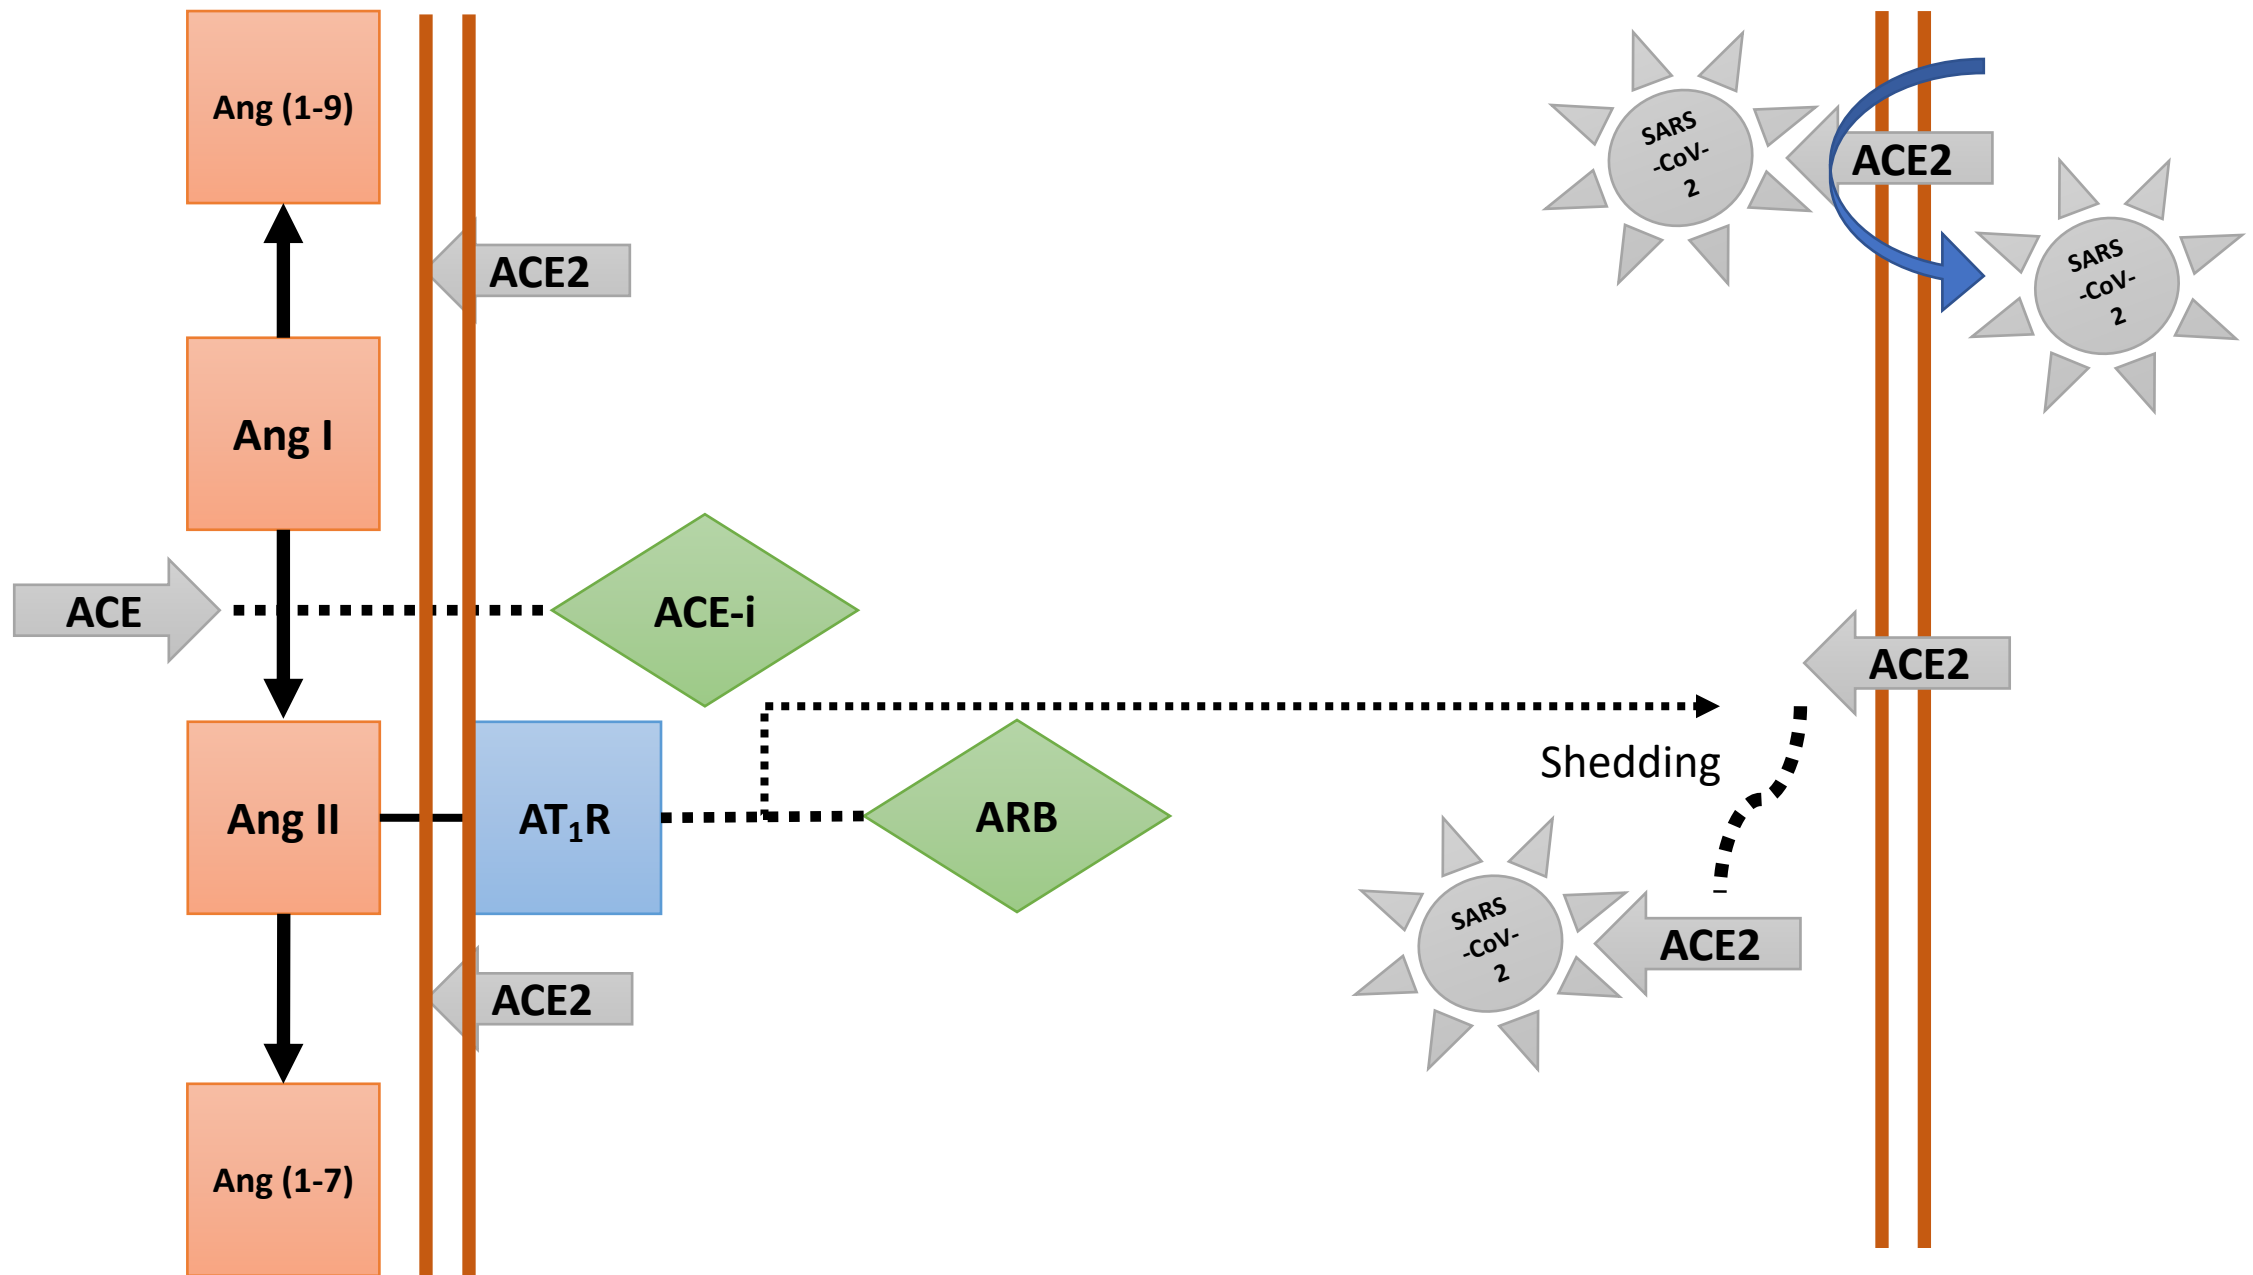 Ang (1-9)
SARS
-CoV-
2
ACE2
SARS
-CoV-
2
ACE2
Ang I
ACE
ACE-i
ACE2
Shedding
Ang II
AT₁R
ARB
SARS
-CoV-
2
ACE2
ACE2
Ang (1-7)